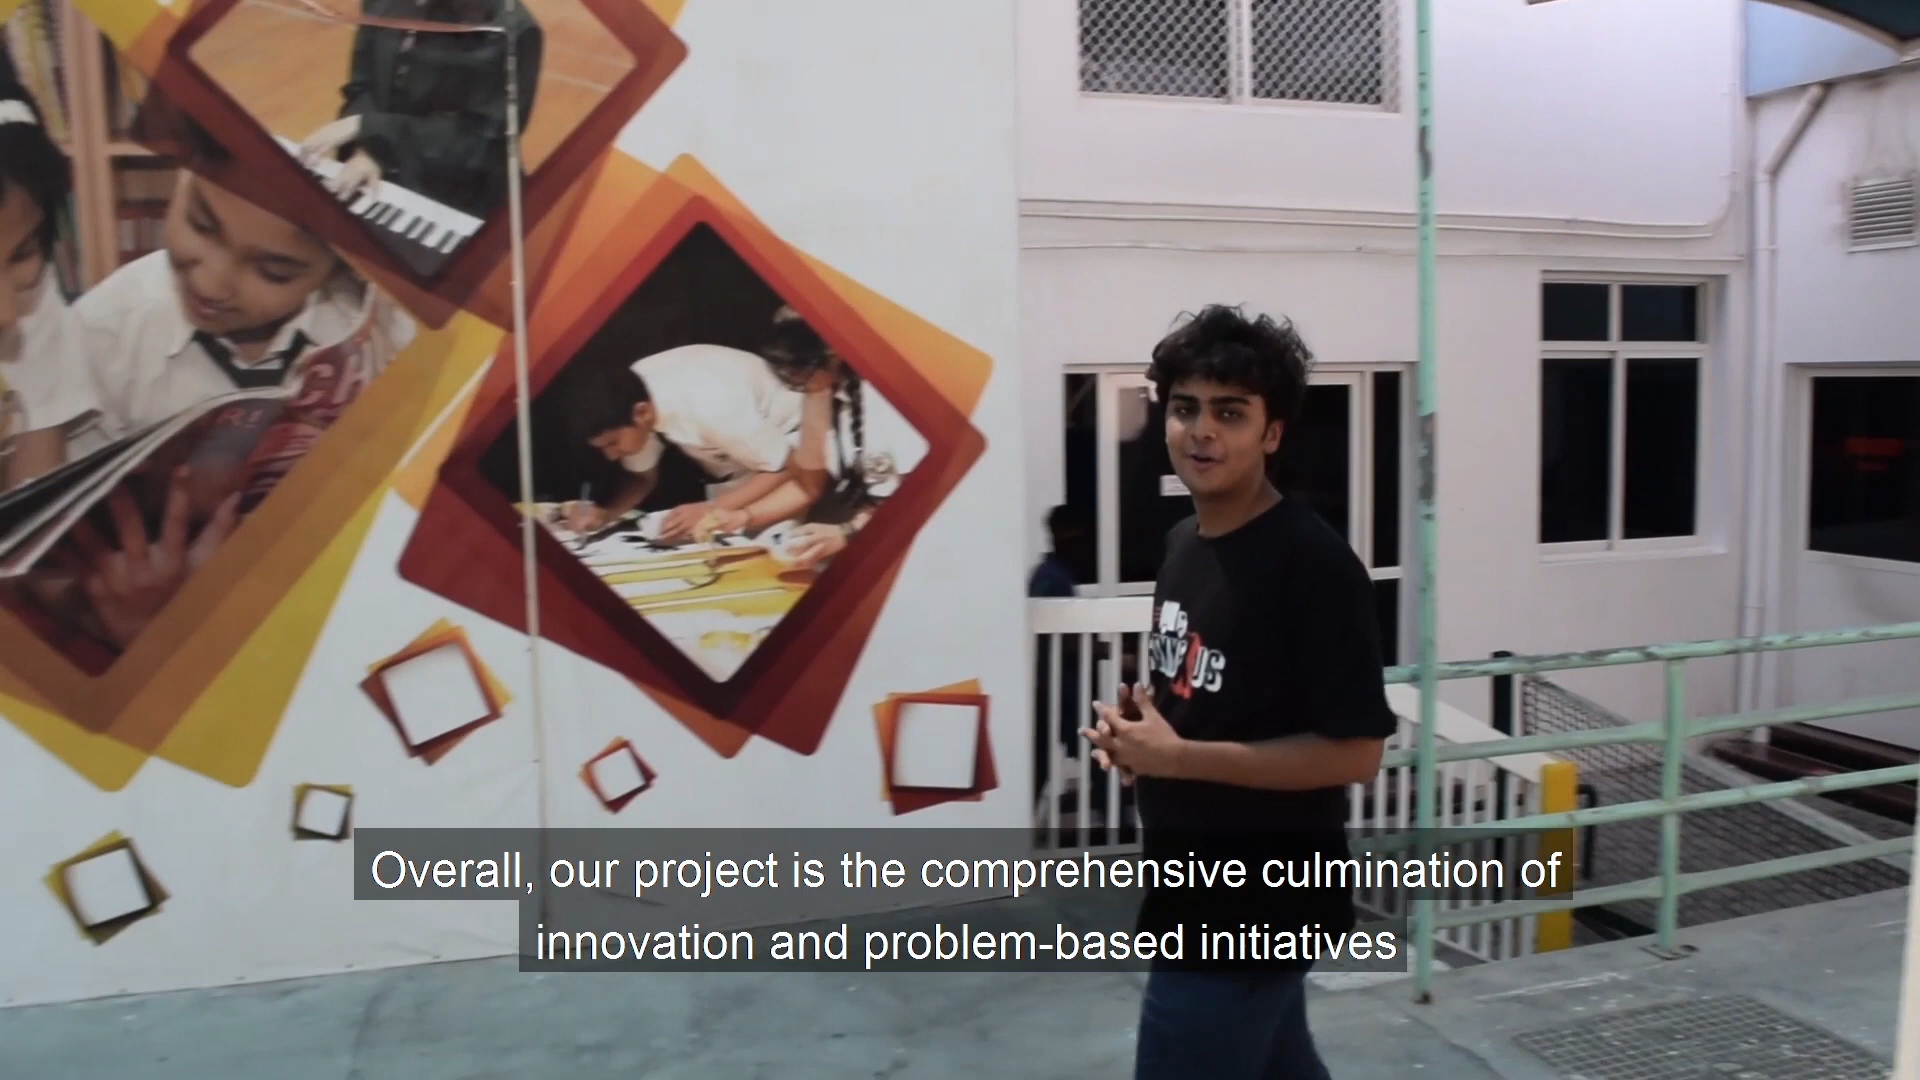 Overall, our project is the comprehensive culmination of
innovation and problem-based initiatives